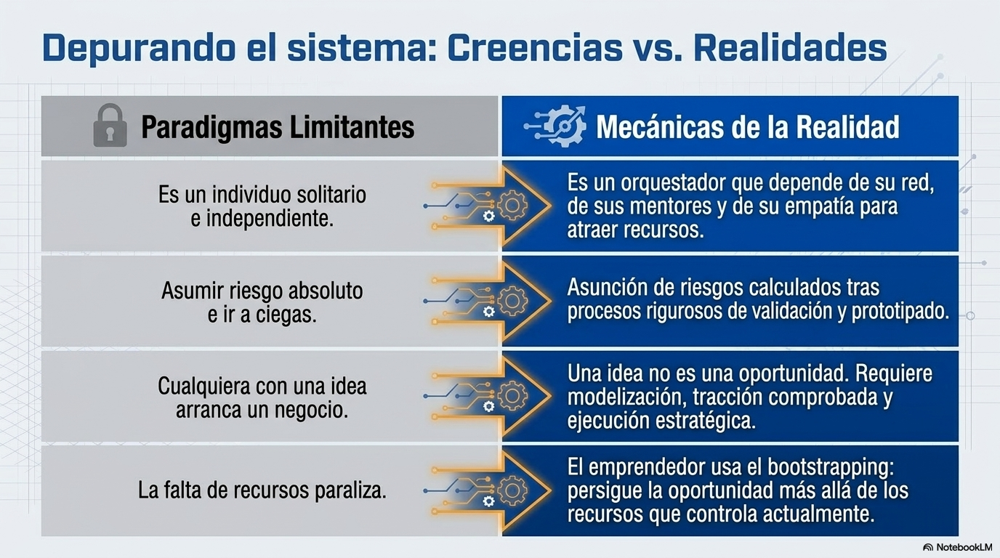 Depurando el sistema: Creencias vs. Realidades
Paradigmas Limitantes
Mecánicas de la Realidad
Es un individuo solitario
e independiente.
Es un orquestador que depende de su red,
de sus mentores y de su empatía para
atraer recursos.
Asumir riesgo absoluto
e ir a ciegas.
Asunción de riesgos calculados tras
procesos rigurosos de validación y prototipado.
Cualquiera con una idea
arranca un negocio.
Una idea no es una oportunidad. Requiere
modelización, tracción comprobada y
ejecución estratégica.
La falta de recursos paraliza.
El emprendedor usa el bootstrapping:
persigue la oportunidad más allá de los
recursos que controla actualmente.
NotebookLM